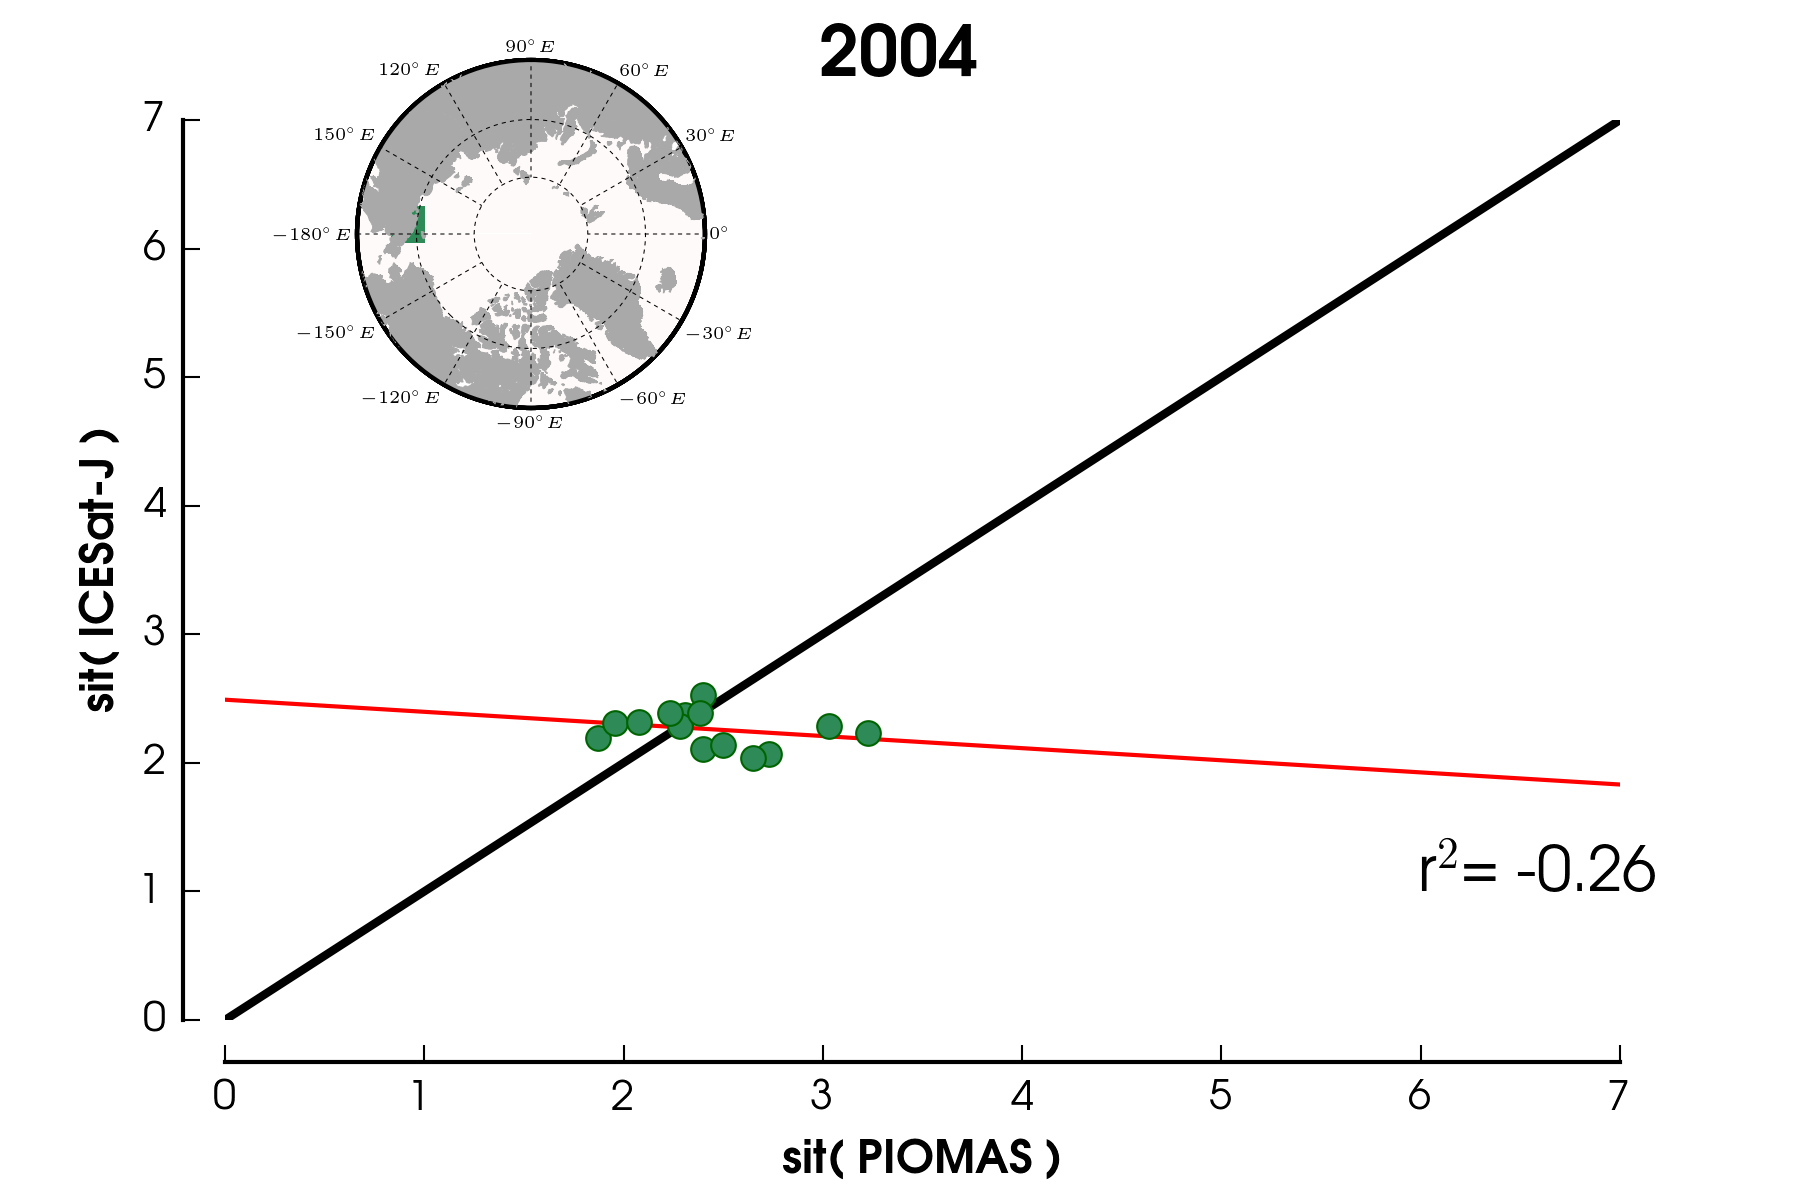 2004
90° E
120° E
60° E
150° E
30° E
−180° E
0°
−150° E
−30° E
−120° E
−60° E
−90° E
7
6
5
4
3
2
1
0
sit( ICESat-J )
r²= -0.26
0 1 2 3 4 5 6 7
sit( PIOMAS )